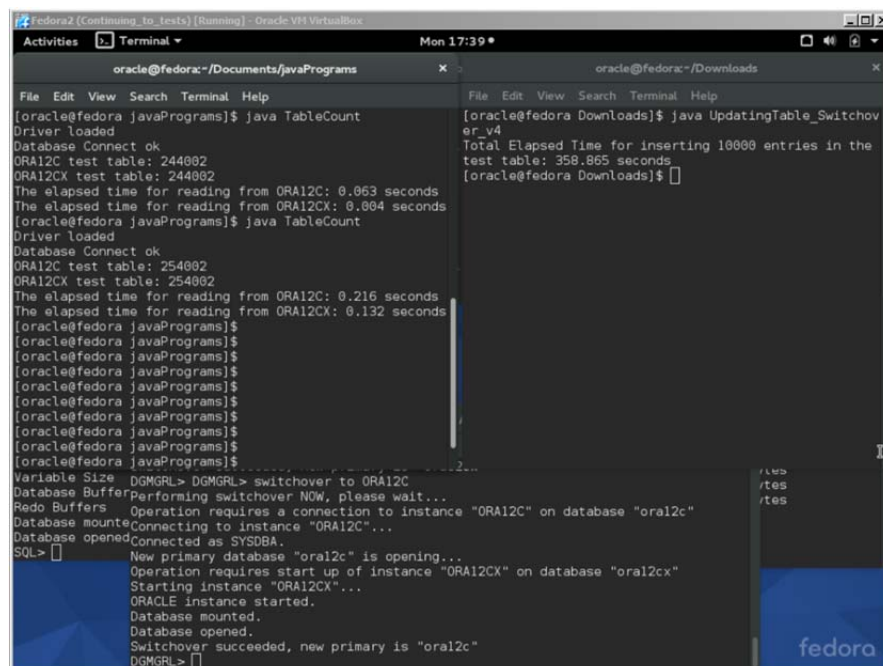 Fedora2 (Continuing_to_tests) [Running] - Oracle VM VirtualBox
Activities Terminal Mon 17:39
oracle@fedora:~/Documents/javaPrograms
File Edit View Search Terminal Help
[oracle@fedora javaPrograms]$ java TableCount
Driver loaded
Database Connect ok
ORA12C test table: 244002
ORA12CX test table: 244002
The elapsed time for reading from ORA12C: 0.063 seconds
The elapsed time for reading from ORA12CX: 0.004 seconds
[oracle@fedora javaPrograms]$ java TableCount
Driver loaded
Database Connect ok
ORA12C test table: 254002
ORA12CX test table: 254002
The elapsed time for reading from ORA12C: 0.216 seconds
The elapsed time for reading from ORA12CX: 0.132 seconds
[oracle@fedora javaPrograms]$
[oracle@fedora javaPrograms]$
[oracle@fedora javaPrograms]$
[oracle@fedora javaPrograms]$
[oracle@fedora javaPrograms]$
[oracle@fedora javaPrograms]$
[oracle@fedora javaPrograms]$
[oracle@fedora javaPrograms]$
[oracle@fedora javaPrograms]$
[oracle@fedora javaPrograms]$
oracle@fedora:~/Downloads
File Edit View Search Terminal Help
[oracle@fedora Downloads]$ java UpdatingTable_Switchov
er_v4
Total Elapsed Time for inserting 10000 entries in the
test table: 358.865 seconds
[oracle@fedora Downloads]$
Variable Size
Database Buffer
Redo Buffers
Database mounte
Database opened
SQL>
DGMGRL> DGMGRL> switchover to ORA12C
Performing switchover NOW, please wait...
Operation requires a connection to instance "ORA12C" on database "ora12c"
Connecting to instance "ORA12C"...
Connected as SYSDBA.
New primary database "ora12c" is opening...
Operation requires start up of instance "ORA12CX" on database "ora12cx"
Starting instance "ORA12CX"...
ORACLE instance started.
Database mounted.
Database opened.
Switchover succeeded, new primary is "ora12c"
DGMGRL>
ytes
ytes
ytes
fedora